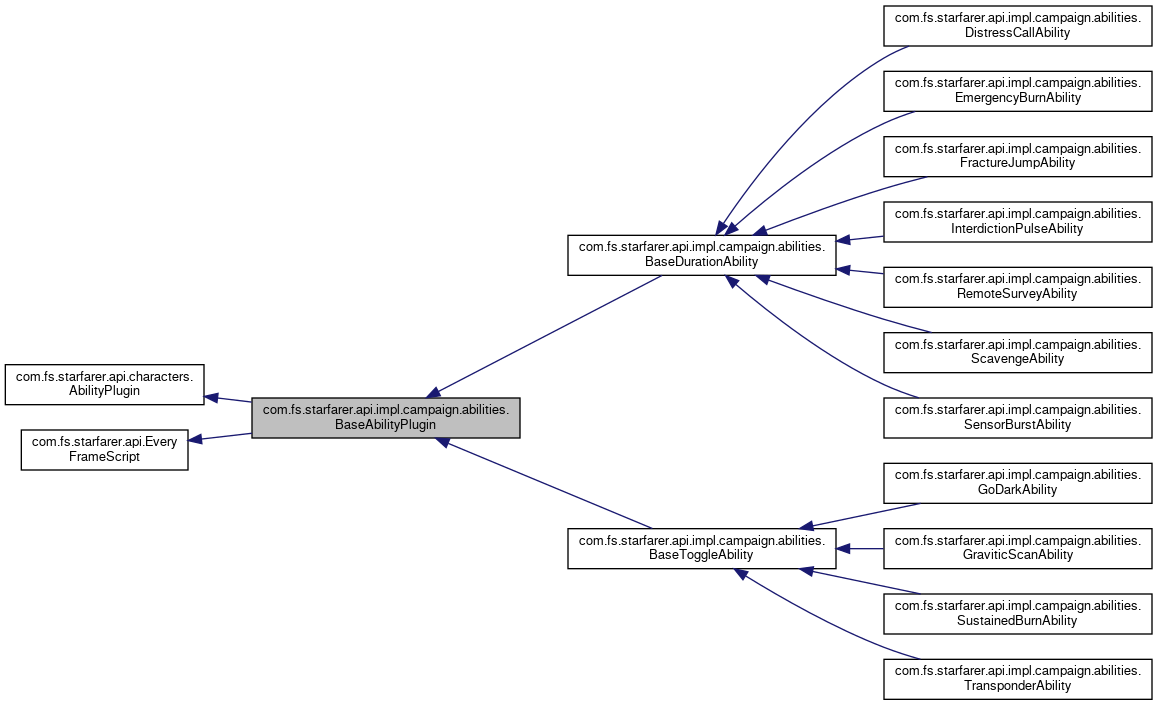 com.fs.starfarer.api.impl.campaign.abilities.
DistressCallAbility
com.fs.starfarer.api.impl.campaign.abilities.
EmergencyBurnAbility
com.fs.starfarer.api.impl.campaign.abilities.
FractureJumpAbility
com.fs.starfarer.api.impl.campaign.abilities.
InterdictionPulseAbility
com.fs.starfarer.api.impl.campaign.abilities.
BaseDurationAbility
com.fs.starfarer.api.impl.campaign.abilities.
RemoteSurveyAbility
com.fs.starfarer.api.impl.campaign.abilities.
ScavengeAbility
com.fs.starfarer.api.characters.
AbilityPlugin
com.fs.starfarer.api.impl.campaign.abilities.
BaseAbilityPlugin
com.fs.starfarer.api.impl.campaign.abilities.
SensorBurstAbility
com.fs.starfarer.api.Every
FrameScript
com.fs.starfarer.api.impl.campaign.abilities.
GoDarkAbility
com.fs.starfarer.api.impl.campaign.abilities.
BaseToggleAbility
com.fs.starfarer.api.impl.campaign.abilities.
GraviticScanAbility
com.fs.starfarer.api.impl.campaign.abilities.
SustainedBurnAbility
com.fs.starfarer.api.impl.campaign.abilities.
TransponderAbility